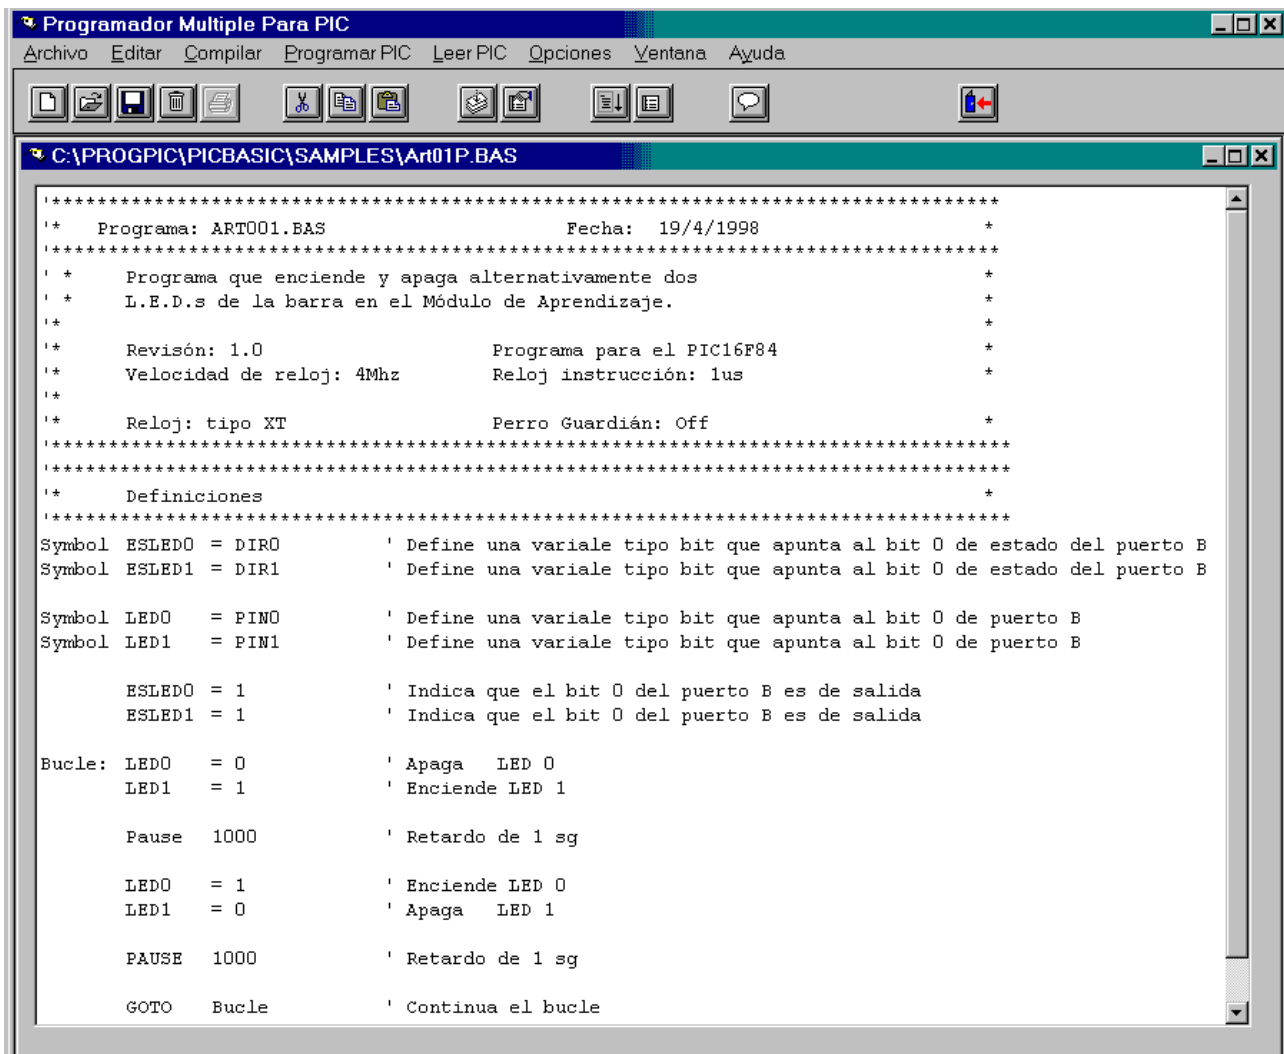 Programador Multiple Para PIC
Archivo Editar Compilar Programar PIC Leer PIC Opciones Ventana Ayuda
C:\PROGPIC\PICBASIC\SAMPLES\Art01P.BAS
'***********************************************************************************
'* Programa: ART001.BAS Fecha: 19/4/1998 *
'***********************************************************************************
' * Programa que enciende y apaga alternativamente dos *
' * L.E.D.s de la barra en el Módulo de Aprendizaje. *
'* *
'* Revisón: 1.0 Programa para el PIC16F84 *
'* Velocidad de reloj: 4Mhz Reloj instrucción: 1us *
'*
'* Reloj: tipo XT Perro Guardián: Off *
'************************************************************************************
'************************************************************************************
'* Definiciones *
'************************************************************************************
Symbol ESLED0 = DIR0 ' Define una variale tipo bit que apunta al bit 0 de estado del puerto B
Symbol ESLED1 = DIR1 ' Define una variale tipo bit que apunta al bit 0 de estado del puerto B
Symbol LED0 = PIN0 ' Define una variale tipo bit que apunta al bit 0 de puerto B
Symbol LED1 = PIN1 ' Define una variale tipo bit que apunta al bit 0 de puerto B
ESLED0 = 1 ' Indica que el bit 0 del puerto B es de salida
ESLED1 = 1 ' Indica que el bit 0 del puerto B es de salida
Bucle: LED0 = 0 ' Apaga LED 0
LED1 = 1 ' Enciende LED 1
Pause 1000 ' Retardo de 1 sg
LED0 = 1 ' Enciende LED 0
LED1 = 0 ' Apaga LED 1
PAUSE 1000 ' Retardo de 1 sg
GOTO Bucle ' Continua el bucle